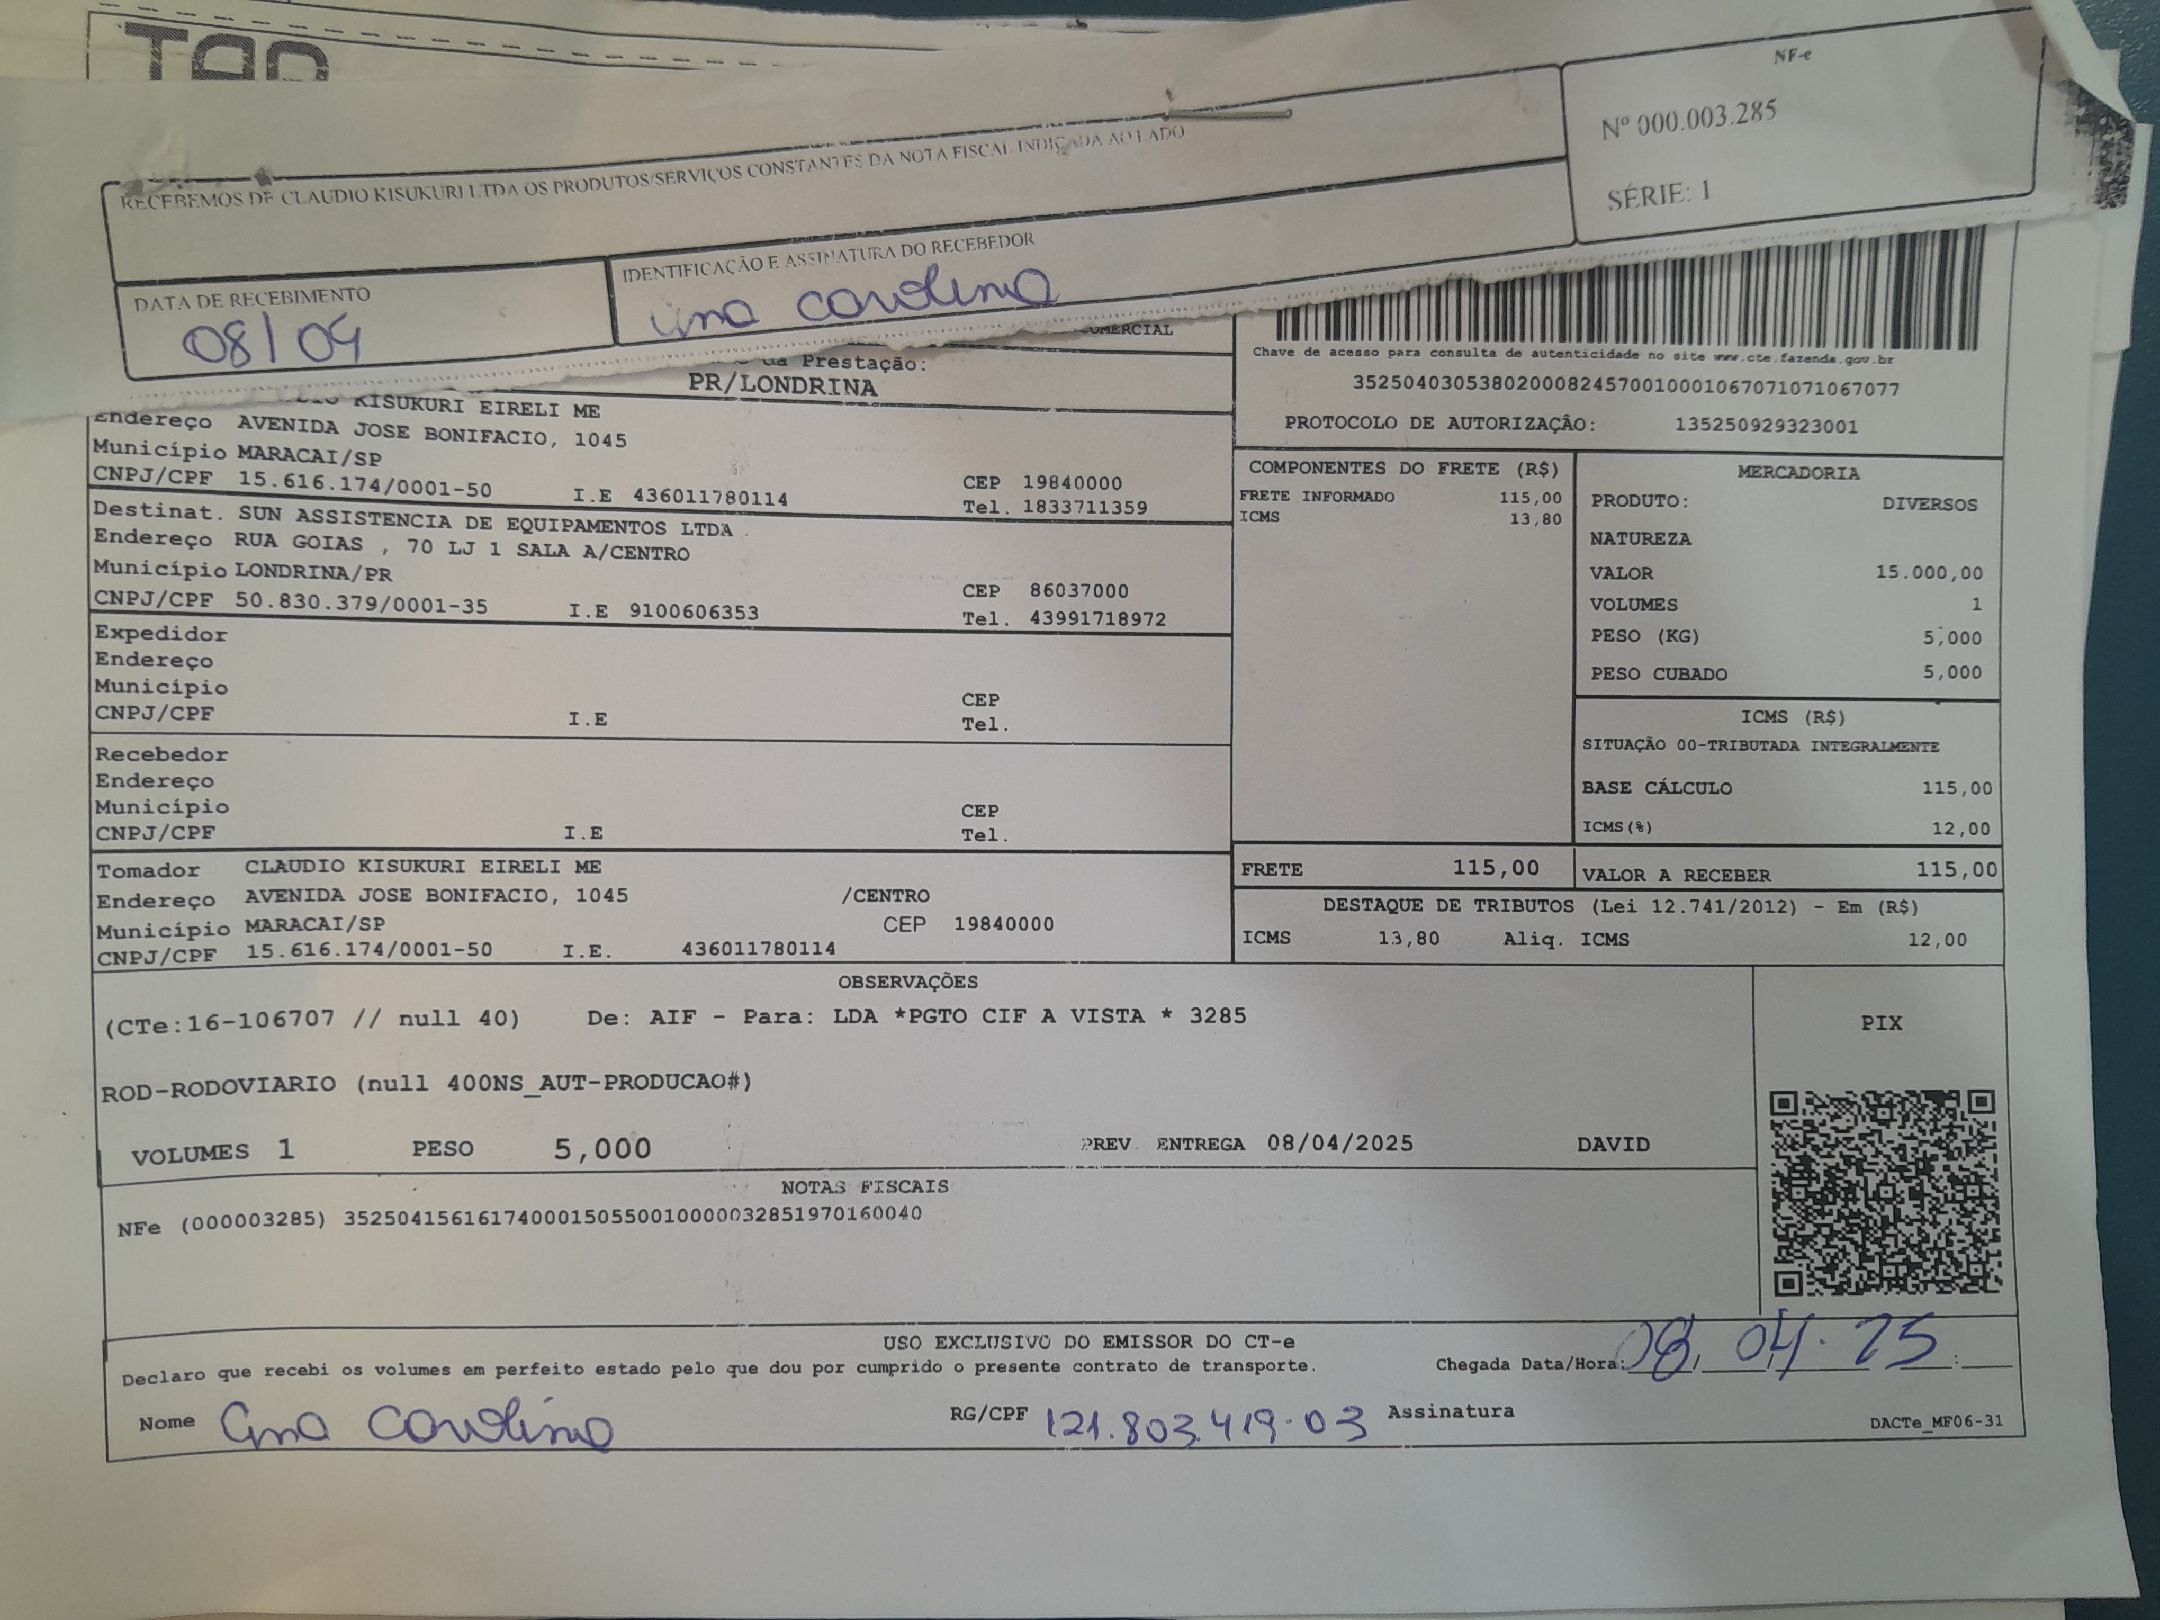 RECEBEMOS DE CLAUDIO KISUKURI LTDA OS PRODUTOS/SERVIÇOS CONSTANTES DA NOTA FISCAL INDICADA AO LADO
NF-e
Nº 000.003.285
SÉRIE: 1
DATA DE RECEBIMENTO
08/04
IDENTIFICAÇÃO E ASSINATURA DO RECEBEDOR
ana carolina
da Prestação:
PR/LONDRINA
Chave de acesso para consulta de autenticidade no site www.cte.fazenda.gov.br
35250403053802000824570010001067071071067077
PROTOCOLO DE AUTORIZAÇÃO: 135250929323001
KISUKURI EIRELI ME
Endereço AVENIDA JOSE BONIFACIO, 1045
Município MARACAI/SP
CNPJ/CPF 15.616.174/0001-50 I.E 436011780114
CEP 19840000
Tel. 1833711359
Destinat. SUN ASSISTENCIA DE EQUIPAMENTOS LTDA
Endereço RUA GOIAS , 70 LJ 1 SALA A/CENTRO
Município LONDRINA/PR
CNPJ/CPF 50.830.379/0001-35 I.E 9100606353
CEP 86037000
Tel. 43991718972
Expedidor
Endereço
Município
CNPJ/CPF I.E
CEP
Tel.
Recebedor
Endereço
Município
CNPJ/CPF I.E
CEP
Tel.
Tomador CLAUDIO KISUKURI EIRELI ME
Endereço AVENIDA JOSE BONIFACIO, 1045 /CENTRO
Município MARACAI/SP CEP 19840000
CNPJ/CPF 15.616.174/0001-50 I.E. 436011780114
COMPONENTES DO FRETE (R$)
FRETE INFORMADO 115,00
ICMS 13,80
MERCADORIA
PRODUTO: DIVERSOS
NATUREZA
VALOR 15.000,00
VOLUMES 1
PESO (KG) 5,000
PESO CUBADO 5,000
ICMS (R$)
SITUAÇÃO 00-TRIBUTADA INTEGRALMENTE
BASE CÁLCULO 115,00
ICMS(%) 12,00
FRETE 115,00 VALOR A RECEBER 115,00
DESTAQUE DE TRIBUTOS (Lei 12.741/2012) - Em (R$)
ICMS 13,80 Aliq. ICMS 12,00
OBSERVAÇÕES
(CTe:16-106707 // null 40) De: AIF - Para: LDA *PGTO CIF A VISTA * 3285
ROD-RODOVIARIO (null 400NS_AUT-PRODUCAO#)
VOLUMES 1 PESO 5,000 PREV. ENTREGA 08/04/2025 DAVID
PIX
NOTAS FISCAIS
NFe (000003285) 35250415616174000150550010000032851970160040
USO EXCLUSIVO DO EMISSOR DO CT-e
Declaro que recebi os volumes em perfeito estado pelo que dou por cumprido o presente contrato de transporte. Chegada Data/Hora: 08/04.25
Nome Ana Carolina RG/CPF 121.803.419-03 Assinatura
DACTe_MF06-31